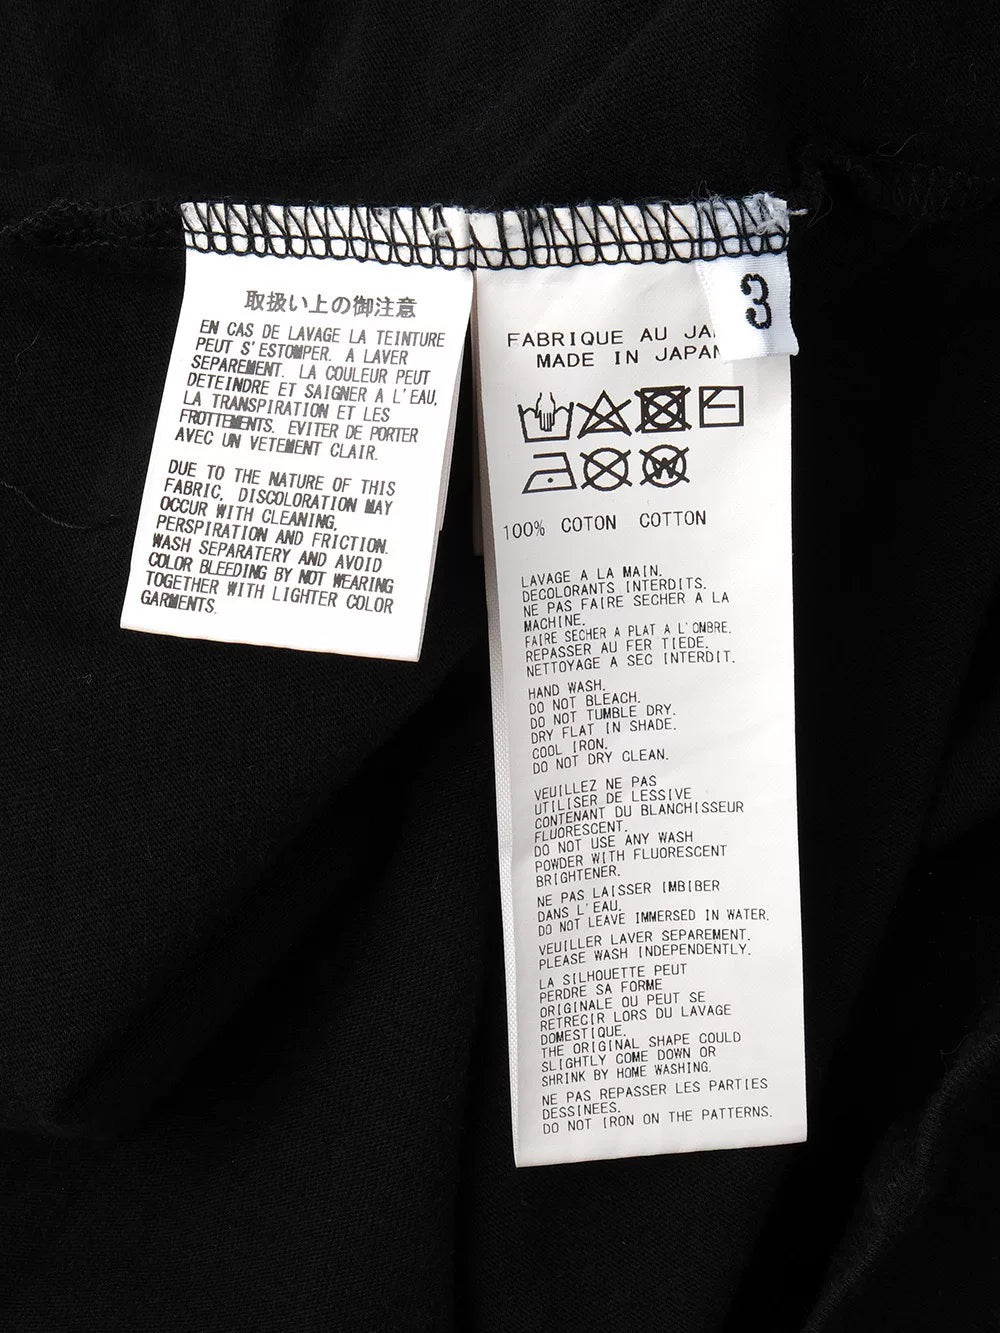 取扱い上の御注意
EN CAS DE LAVAGE LA TEINTURE
PEUT S'ESTOMPER. A LAVER
SEPAREMENT. LA COULEUR PEUT
DETEINDRE ET SAIGNER A L'EAU,
LA TRANSPIRATION ET LES
FROTTEMENTS. EVITER DE PORTER
AVEC UN VETEMENT CLAIR.
DUE TO THE NATURE OF THIS
FABRIC, DISCOLORATION MAY
OCCUR WITH CLEANING,
PERSPIRATION AND FRICTION.
WASH SEPARATERY AND AVOID
COLOR BLEEDING BY NOT WEARING
TOGETHER WITH LIGHTER COLOR
GARMENTS.
3
FABRIQUE AU
MADE IN JAPAN
W
100% COTON COTTON
LAVAGE A LA MAIN.
DECOLORANTS INTERDITS.
NE PAS FAIRE SECHER A LA
MACHINE.
FAIRE SECHER A PLAT A L'OMBRE.
REPASSER AU FER TIEDE.
NETTOYAGE A SEC INTERDIT.
HAND WASH.
DO NOT BLEACH.
DO NOT TUMBLE DRY.
DRY FLAT IN SHADE.
COOL IRON.
DO NOT DRY CLEAN.
VEUILLEZ NE PAS
UTILISER DE LESSIVE
CONTENANT DU BLANCHISSEUR
FLUORESCENT.
DO NOT USE ANY WASH
POWDER WITH FLUORESCENT
BRIGHTENER.
NE PAS LAISSER IMBIBER
DANS L'EAU.
DO NOT LEAVE IMMERSED IN WATER.
VEUILLER LAVER SEPAREMENT.
PLEASE WASH INDEPENDENTLY.
LA SILHOUETTE PEUT
PERDRE SA FORME
ORIGINALE OU PEUT SE
RETRECIR LORS DU LAVAGE
DOMESTIQUE.
THE ORIGINAL SHAPE COULD
SLIGHTLY COME DOWN OR
SHRINK BY HOME WASHING.
NE PAS REPASSER LES PARTIES
DESSINEES.
DO NOT IRON ON THE PATTERNS.